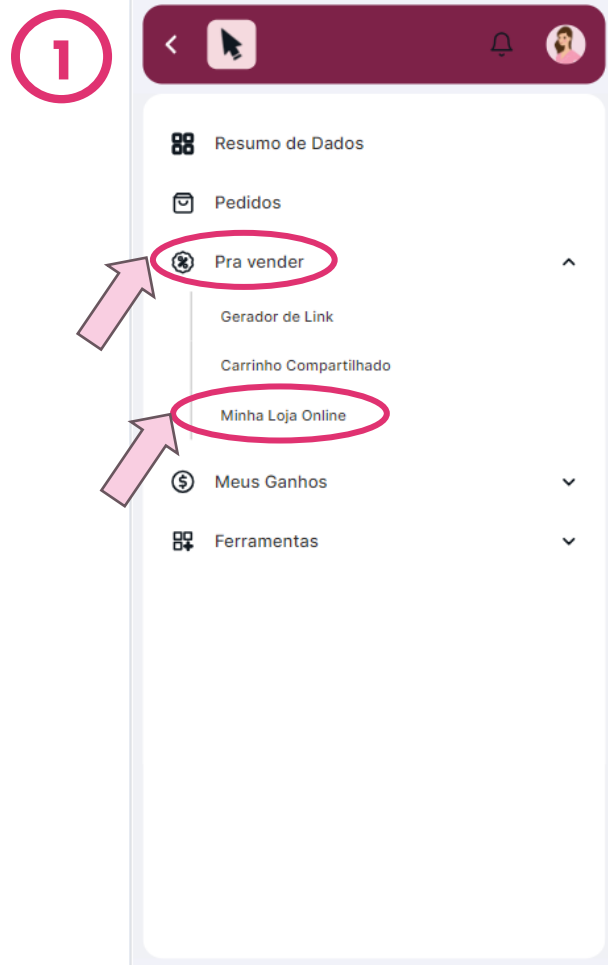 1
Resumo de Dados
Pedidos
Pra vender
Gerador de Link
Carrinho Compartilhado
Minha Loja Online
Meus Ganhos
Ferramentas